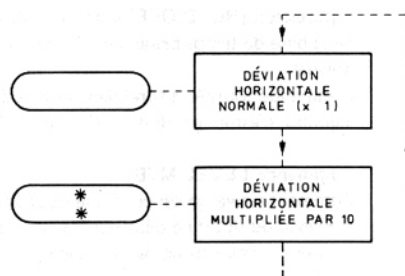 DÉVIATION
HORIZONTALE
NORMALE (x 1)
*
*
DÉVIATION
HORIZONTALE
MULTIPLIÉE PAR 10